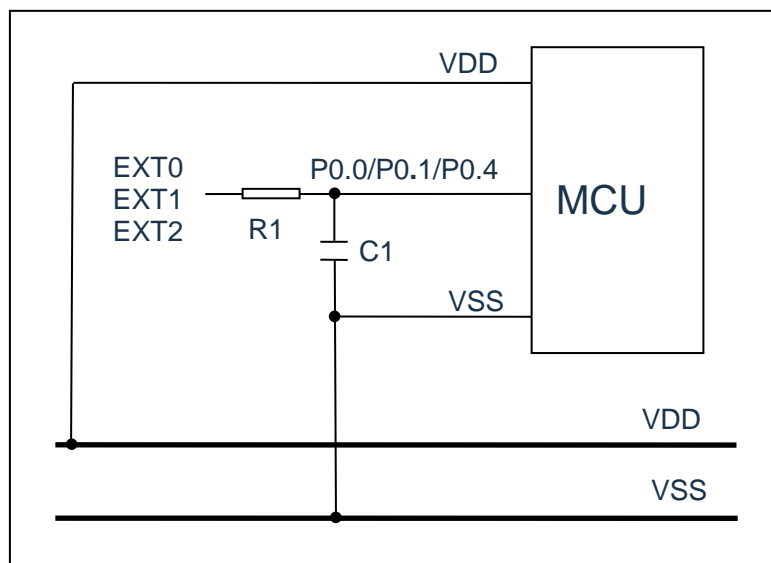 VDD
EXT0
EXT1
EXT2
P0.0/P0.1/P0.4
MCU
R1
C1
VSS
VDD
VSS